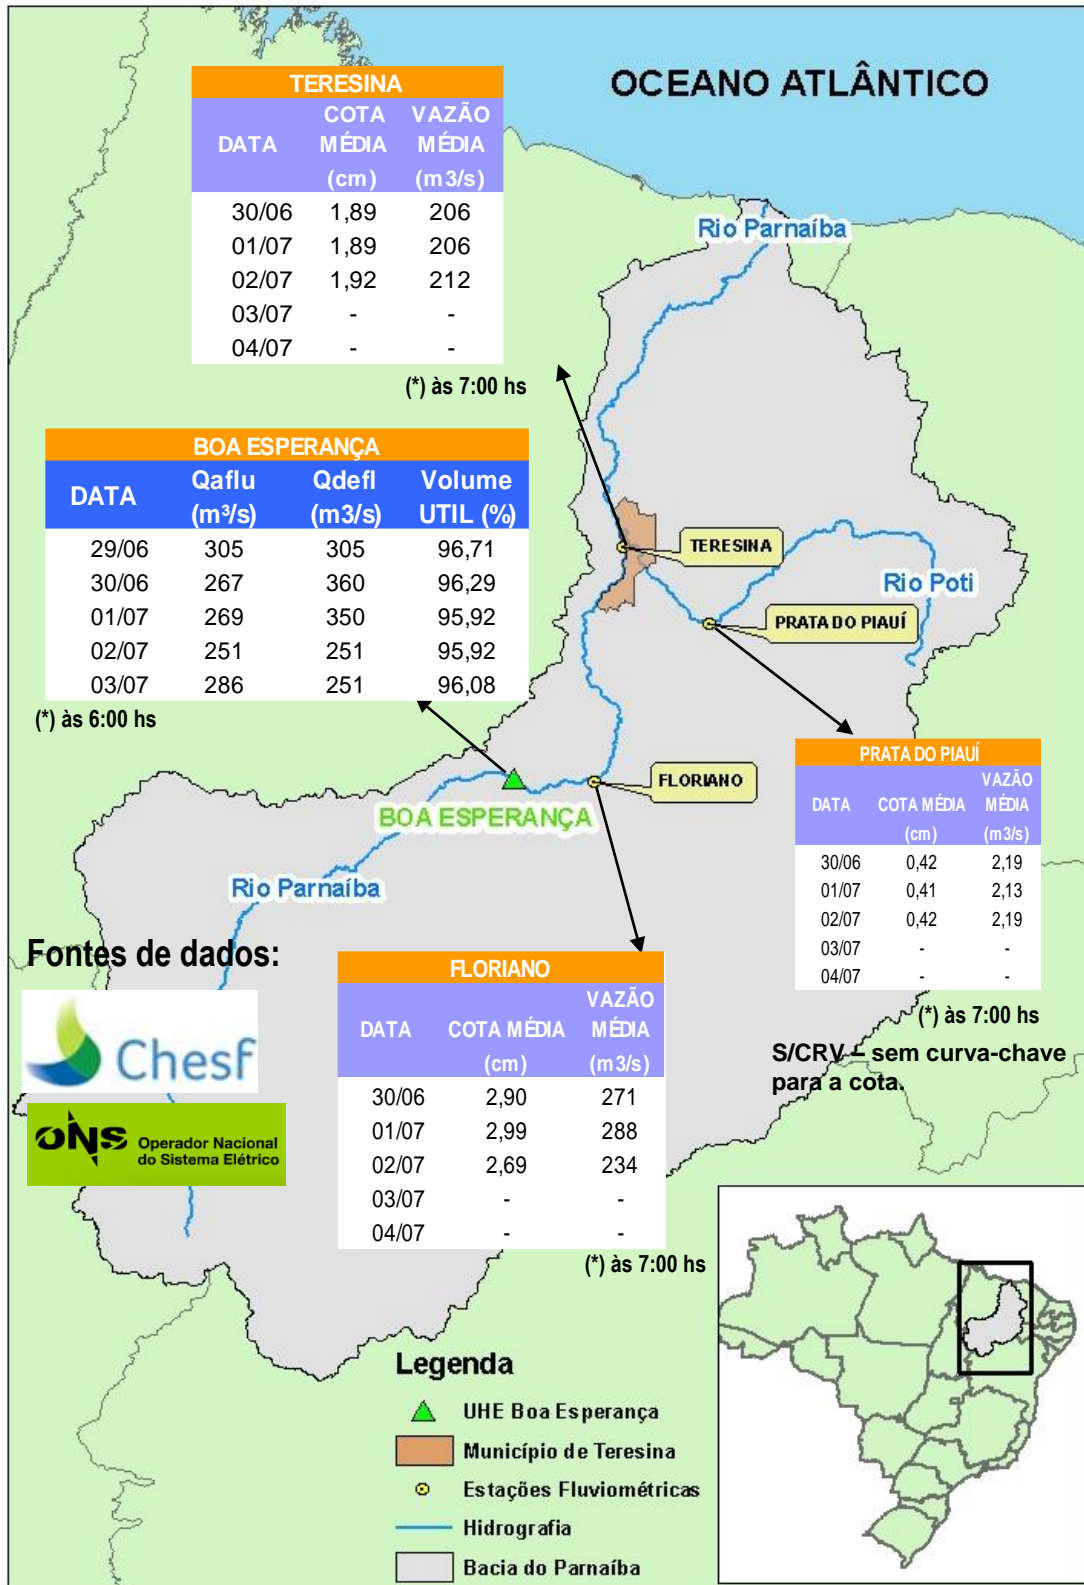 OCEANO ATLÂNTICO
TERESINA
DATA COTA MÉDIA (cm) VAZÃO MÉDIA (m3/s)
30/06 1,89 206
01/07 1,89 206
02/07 1,92 212
03/07 - -
04/07 - -
(*) às 7:00 hs
Rio Parnaíba
BOA ESPERANÇA
DATA Qaflu (m³/s) Qdefl (m3/s) Volume UTIL (%)
29/06 305 305 96,71
30/06 267 360 96,29
01/07 269 350 95,92
02/07 251 251 95,92
03/07 286 251 96,08
(*) às 6:00 hs
TERESINA
Rio Poti
PRATA DO PIAUÍ
FLORIANO
BOA ESPERANÇA
Rio Parnaíba
PRATA DO PIAUÍ
DATA COTA MÉDIA (cm) VAZÃO MÉDIA (m3/s)
30/06 0,42 2,19
01/07 0,41 2,13
02/07 0,42 2,19
03/07 - -
04/07 - -
(*) às 7:00 hs
S/CRV – sem curva-chave
para a cota.
Fontes de dados:
Chesf
ONS Operador Nacional
do Sistema Elétrico
FLORIANO
DATA COTA MÉDIA (cm) VAZÃO MÉDIA (m3/s)
30/06 2,90 271
01/07 2,99 288
02/07 2,69 234
03/07 - -
04/07 - -
(*) às 7:00 hs
Legenda
UHE Boa Esperança
Município de Teresina
Estações Fluviométricas
Hidrografia
Bacia do Parnaíba